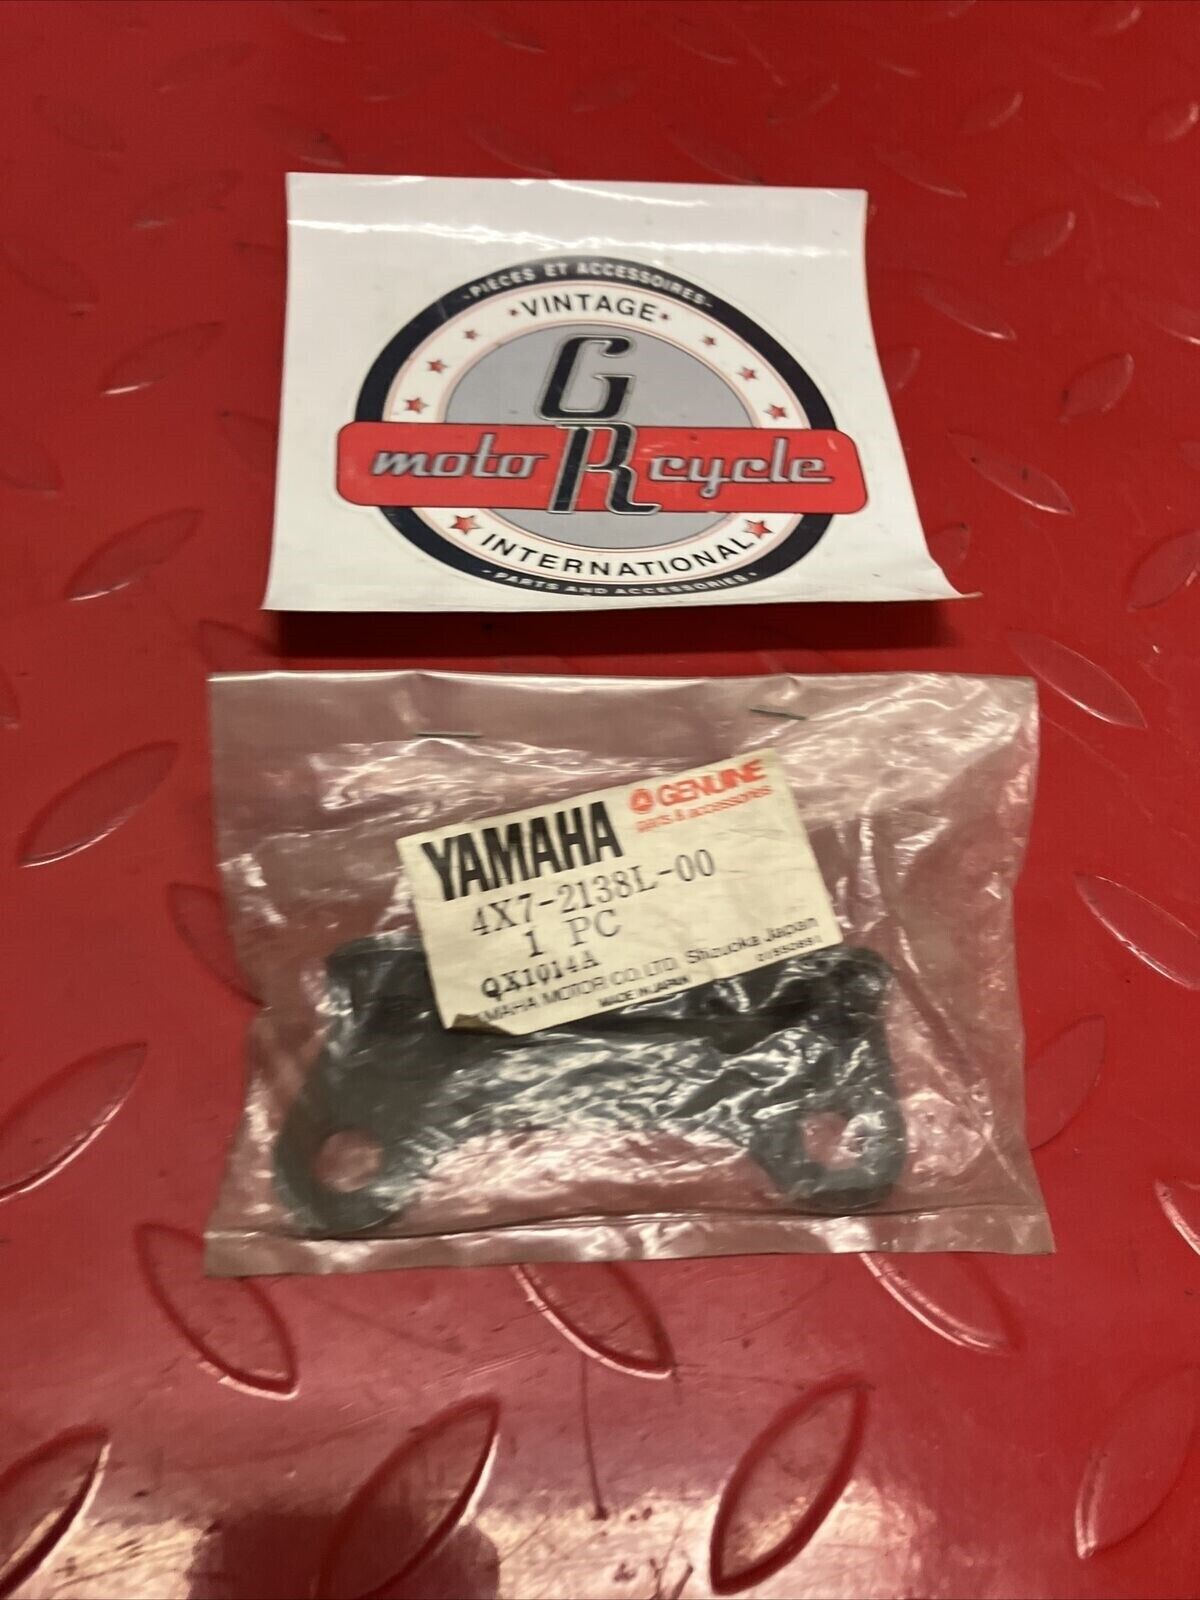 ·PIECES ET ACCESSOIRES·
·VINTAGE·
G
moto R cycle
INTERNATIONAL
·PARTS AND ACCESSORIES·
GENUINE
parts & accessories
YAMAHA
4X7-2138L-00
1 PC
QX1014A
YAMAHA MOTOR CO. LTD. Shizuoka Japan
MADE IN JAPAN